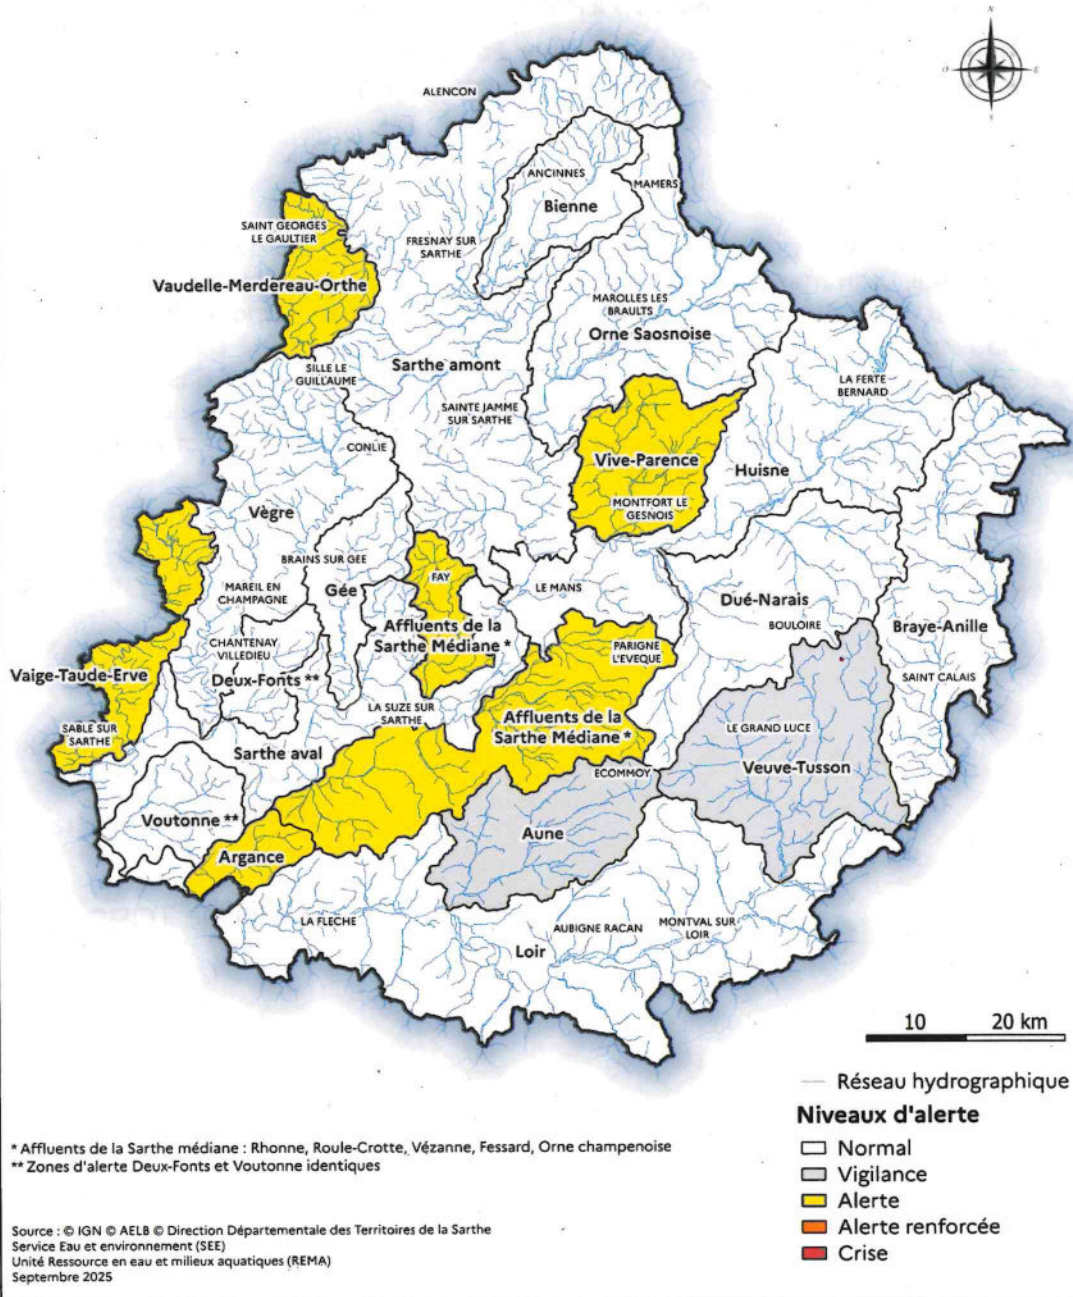 N
O
E
ALENCON
ANCINNES
MAMERS
Bienne
SAINT GEORGES
LE GAULTIER
FRESNAY SUR
SARTHE
Vaudelle-Merdereau-Orthe
MAROLLES LES
BRAULTS
Orne Saosnoise
SILLE LE
GUILLAUME
Sarthe amont
LA FERTE
BERNARD
SAINTE JAMME
SUR SARTHE
CONLIE
Vive-Parence
Huisne
MONTFORT LE
GESNOIS
Vègre
BRAINS SUR GEE
FAY
LE MANS
MAREIL EN
CHAMPAGNE
Gée
Dué-Narais
BOULOIRE
Braye-Anille
Affluents de la
Sarthe Médiane *
CHANTENAY
VILLEDIEU
PARIGNE
L'EVEQUE
Vaige-Taude-Erve
Deux-Fonts **
SAINT CALAIS
LA SUZE SUR
SARTHE
Affluents de la
Sarthe Médiane *
SABLE SUR
SARTHE
LE GRAND LUCE
Sarthe aval
ECOMMOY
Veuve-Tusson
Voutonne **
Aune
Argance
LA FLECHE
AUBIGNE RACAN
MONTVAL SUR
LOIR
Loir
10 20 km
Réseau hydrographique
Niveaux d'alerte
Normal
Vigilance
Alerte
Alerte renforcée
Crise
* Affluents de la Sarthe médiane : Rhonne, Roule-Crotte, Vézanne, Fessard, Orne champenoise
** Zones d'alerte Deux-Fonts et Voutonne identiques
Source : © IGN © AELB © Direction Départementale des Territoires de la Sarthe
Service Eau et environnement (SEE)
Unité Ressource en eau et milieux aquatiques (REMA)
Septembre 2025